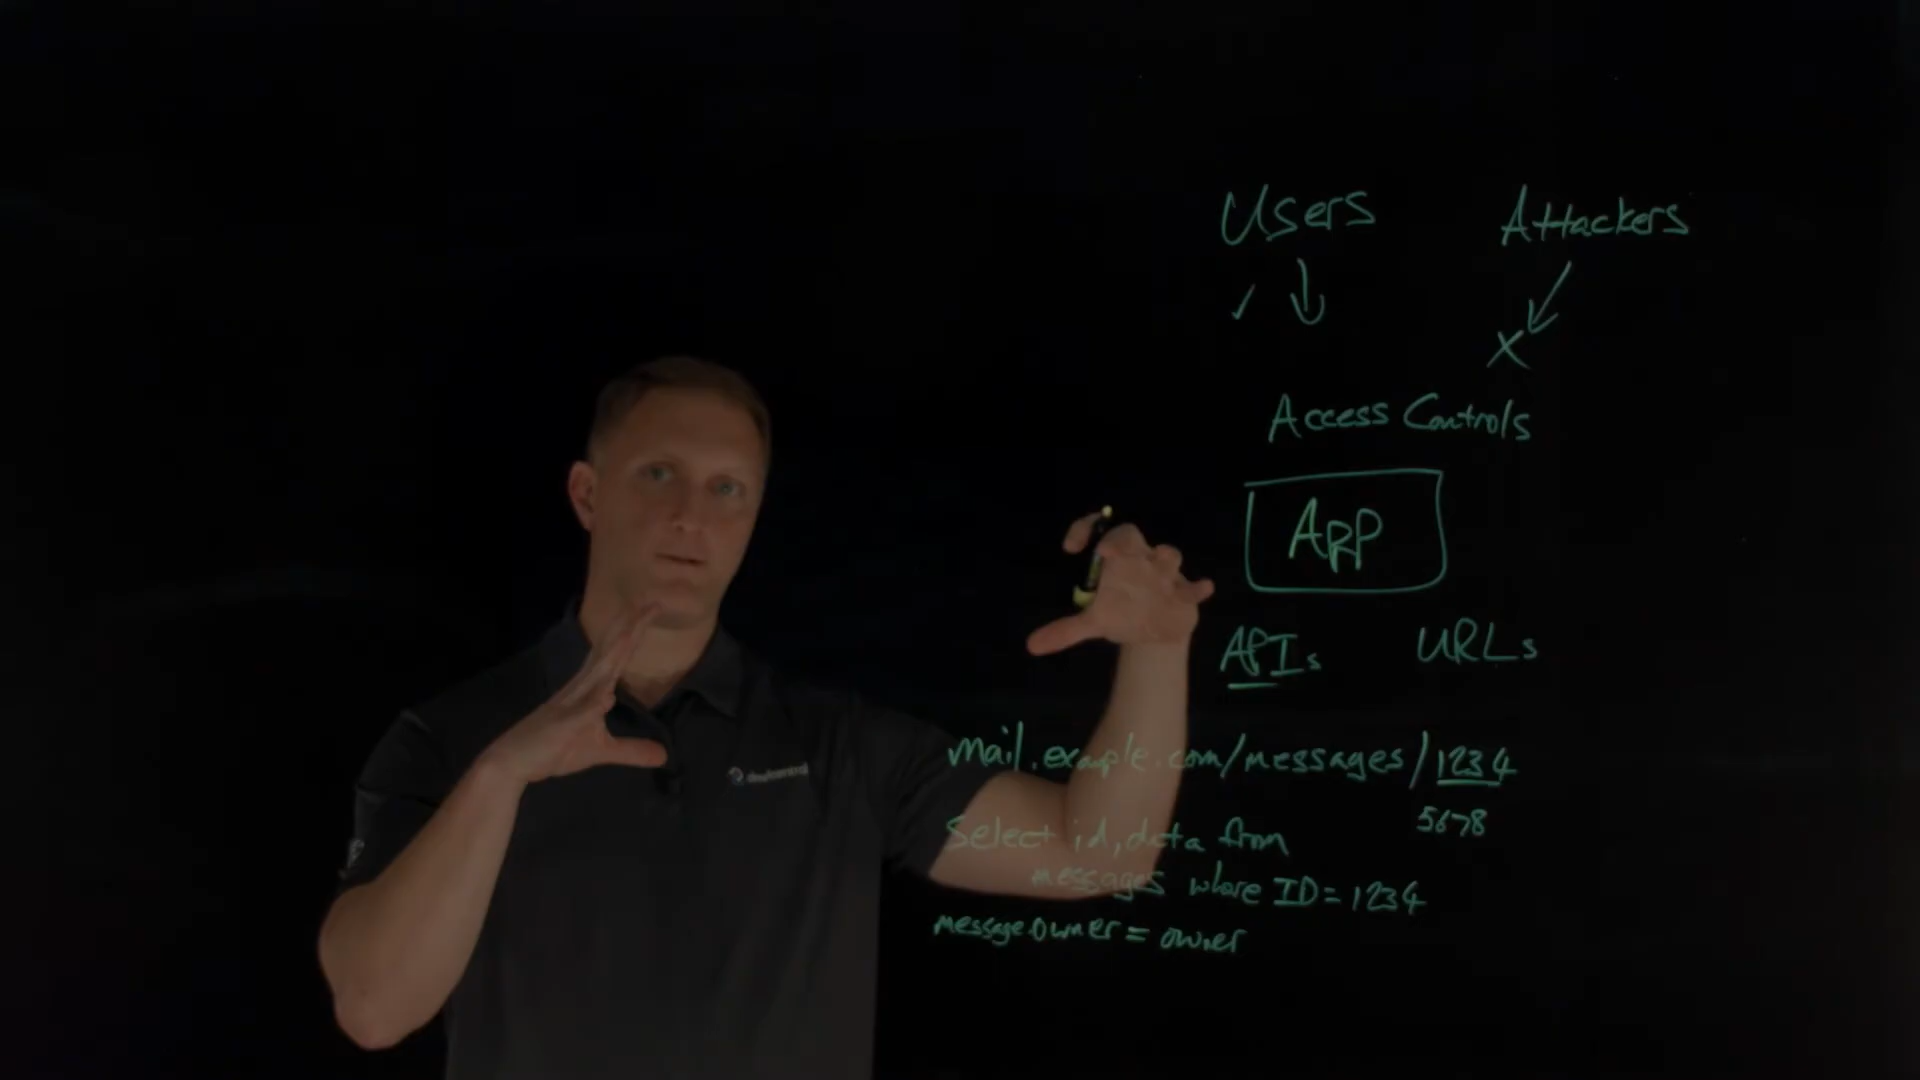 Users Attackers
✓ X
Access Controls
APP
APIs URLs
mail.example.com/messages/1234
5678
Select id, data from
messages where ID = 1234
message.owner = owner